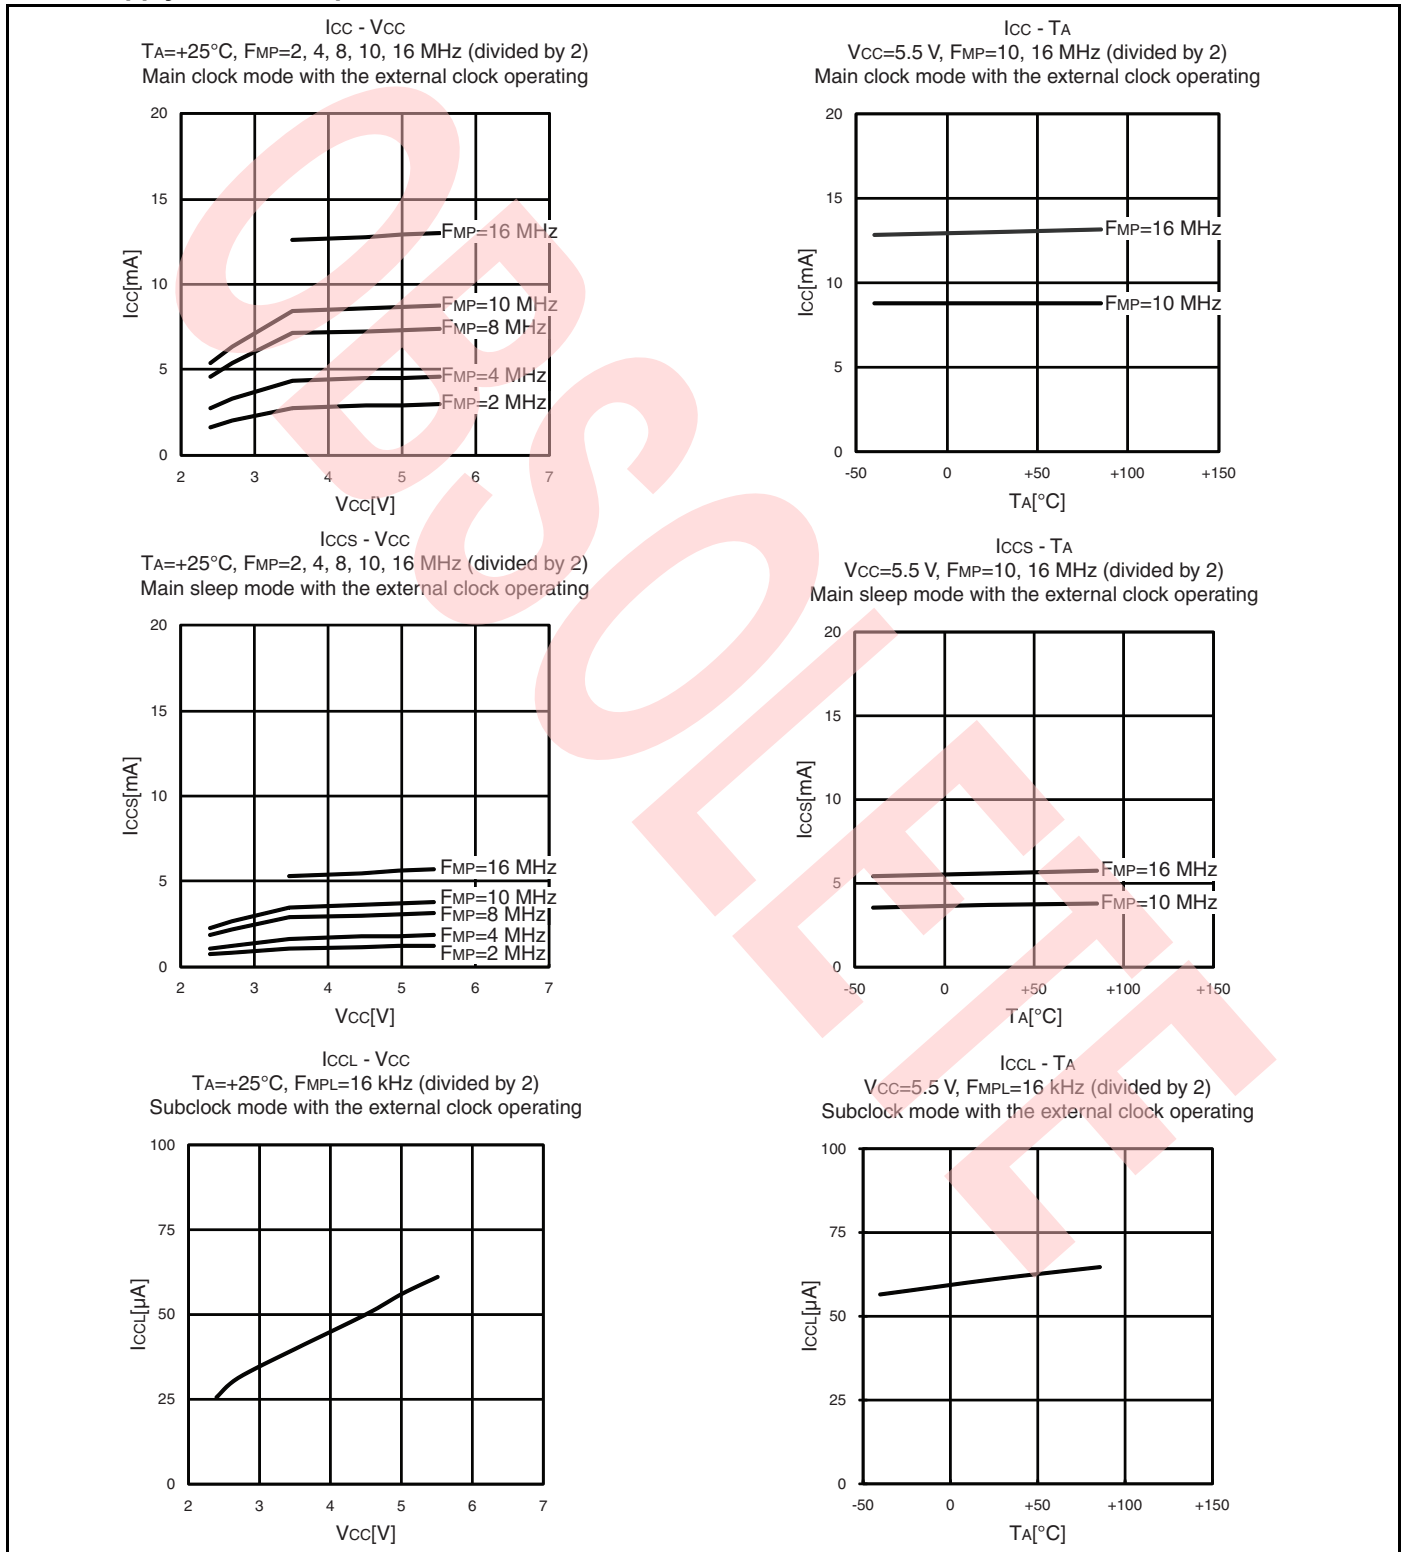 ICC - VCC
TA=+25°C, FMP=2, 4, 8, 10, 16 MHz (divided by 2)
Main clock mode with the external clock operating
20
15
10
5
0
ICC[mA]
FMP=16 MHz
FMP=10 MHz
FMP=8 MHz
FMP=4 MHz
FMP=2 MHz
2 3 4 5 6 7
VCC[V]
ICC - TA
VCC=5.5 V, FMP=10, 16 MHz (divided by 2)
Main clock mode with the external clock operating
20
15
10
5
0
ICC[mA]
FMP=16 MHz
FMP=10 MHz
-50 0 +50 +100 +150
TA[°C]
ICCS - VCC
TA=+25°C, FMP=2, 4, 8, 10, 16 MHz (divided by 2)
Main sleep mode with the external clock operating
20
15
10
5
0
ICCS[mA]
FMP=16 MHz
FMP=10 MHz
FMP=8 MHz
FMP=4 MHz
FMP=2 MHz
2 3 4 5 6 7
VCC[V]
ICCS - TA
VCC=5.5 V, FMP=10, 16 MHz (divided by 2)
Main sleep mode with the external clock operating
20
15
10
5
0
ICCS[mA]
FMP=16 MHz
FMP=10 MHz
-50 0 +50 +100 +150
TA[°C]
ICCL - VCC
TA=+25°C, FMPL=16 kHz (divided by 2)
Subclock mode with the external clock operating
100
75
50
25
0
ICCL[µA]
2 3 4 5 6 7
VCC[V]
ICCL - TA
VCC=5.5 V, FMPL=16 kHz (divided by 2)
Subclock mode with the external clock operating
100
75
50
25
0
ICCL[µA]
-50 0 +50 +100 +150
TA[°C]
OBSOLETE